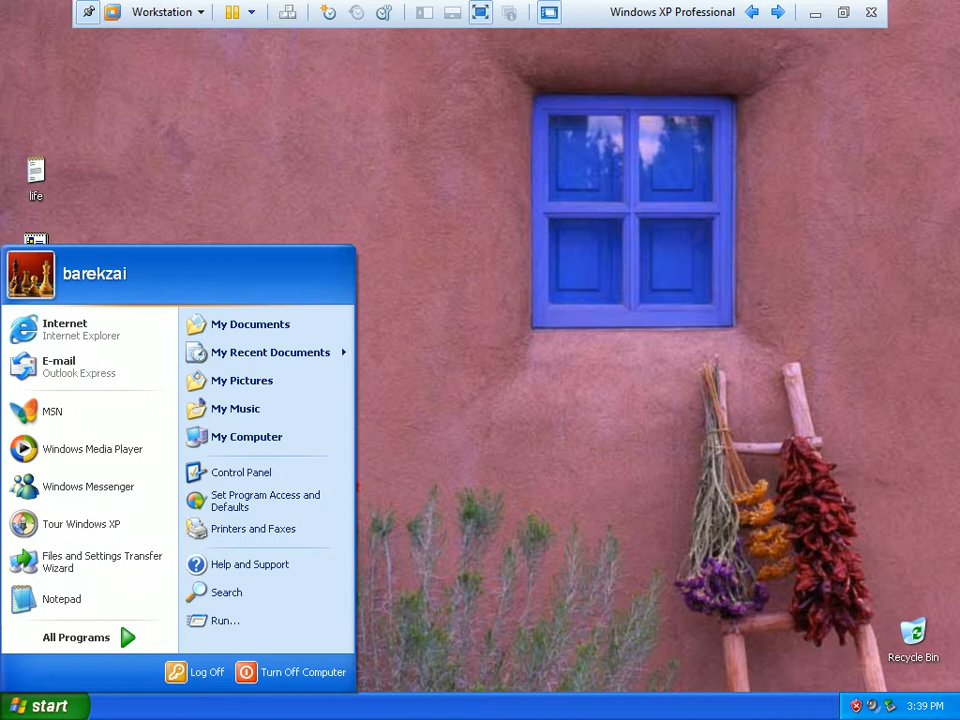 Workstation
Windows XP Professional
life
barekzai
Internet
Internet Explorer
E-mail
Outlook Express
MSN
Windows Media Player
Windows Messenger
Tour Windows XP
Files and Settings Transfer
Wizard
Notepad
All Programs
My Documents
My Recent Documents
My Pictures
My Music
My Computer
Control Panel
Set Program Access and
Defaults
Printers and Faxes
Help and Support
Search
Run...
Log Off
Turn Off Computer
Recycle Bin
start
3:39 PM